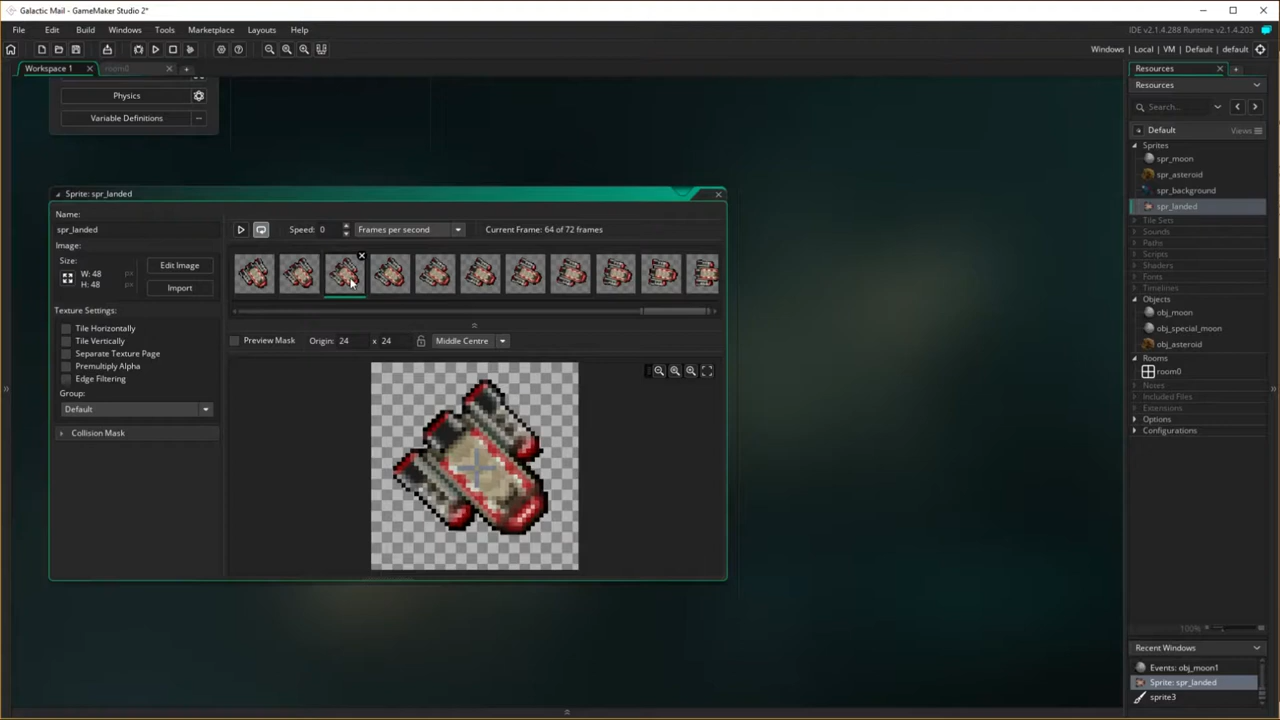 Galactic Mail - GameMaker Studio 2*
File Edit Build Windows Tools Marketplace Layouts Help
IDE v2.1.4.288 Runtime v2.1.4.203
Windows | Local | VM | Default | default
Workspace 1 room0
Resources
Resources
Physics
Search...
Variable Definitions
Default Views
Sprites
spr_moon
spr_asteroid
spr_background
spr_landed
Tile Sets
Sounds
Paths
Scripts
Shaders
Fonts
Timelines
Objects
obj_moon
obj_special_moon
obj_asteroid
Rooms
room0
Notes
Included Files
Extensions
Options
Configurations
100%
Recent Windows
Events: obj_moon1
Sprite: spr_landed
sprite3
Sprite: spr_landed
Name:
spr_landed
Image:
Size:
W: 48 px
H: 48 px
Edit Image
Import
Texture Settings:
Tile Horizontally
Tile Vertically
Separate Texture Page
Premultiply Alpha
Edge Filtering
Group:
Default
Collision Mask
Speed: 0 Frames per second Current Frame: 64 of 72 frames
Preview Mask Origin: 24 x 24 Middle Centre